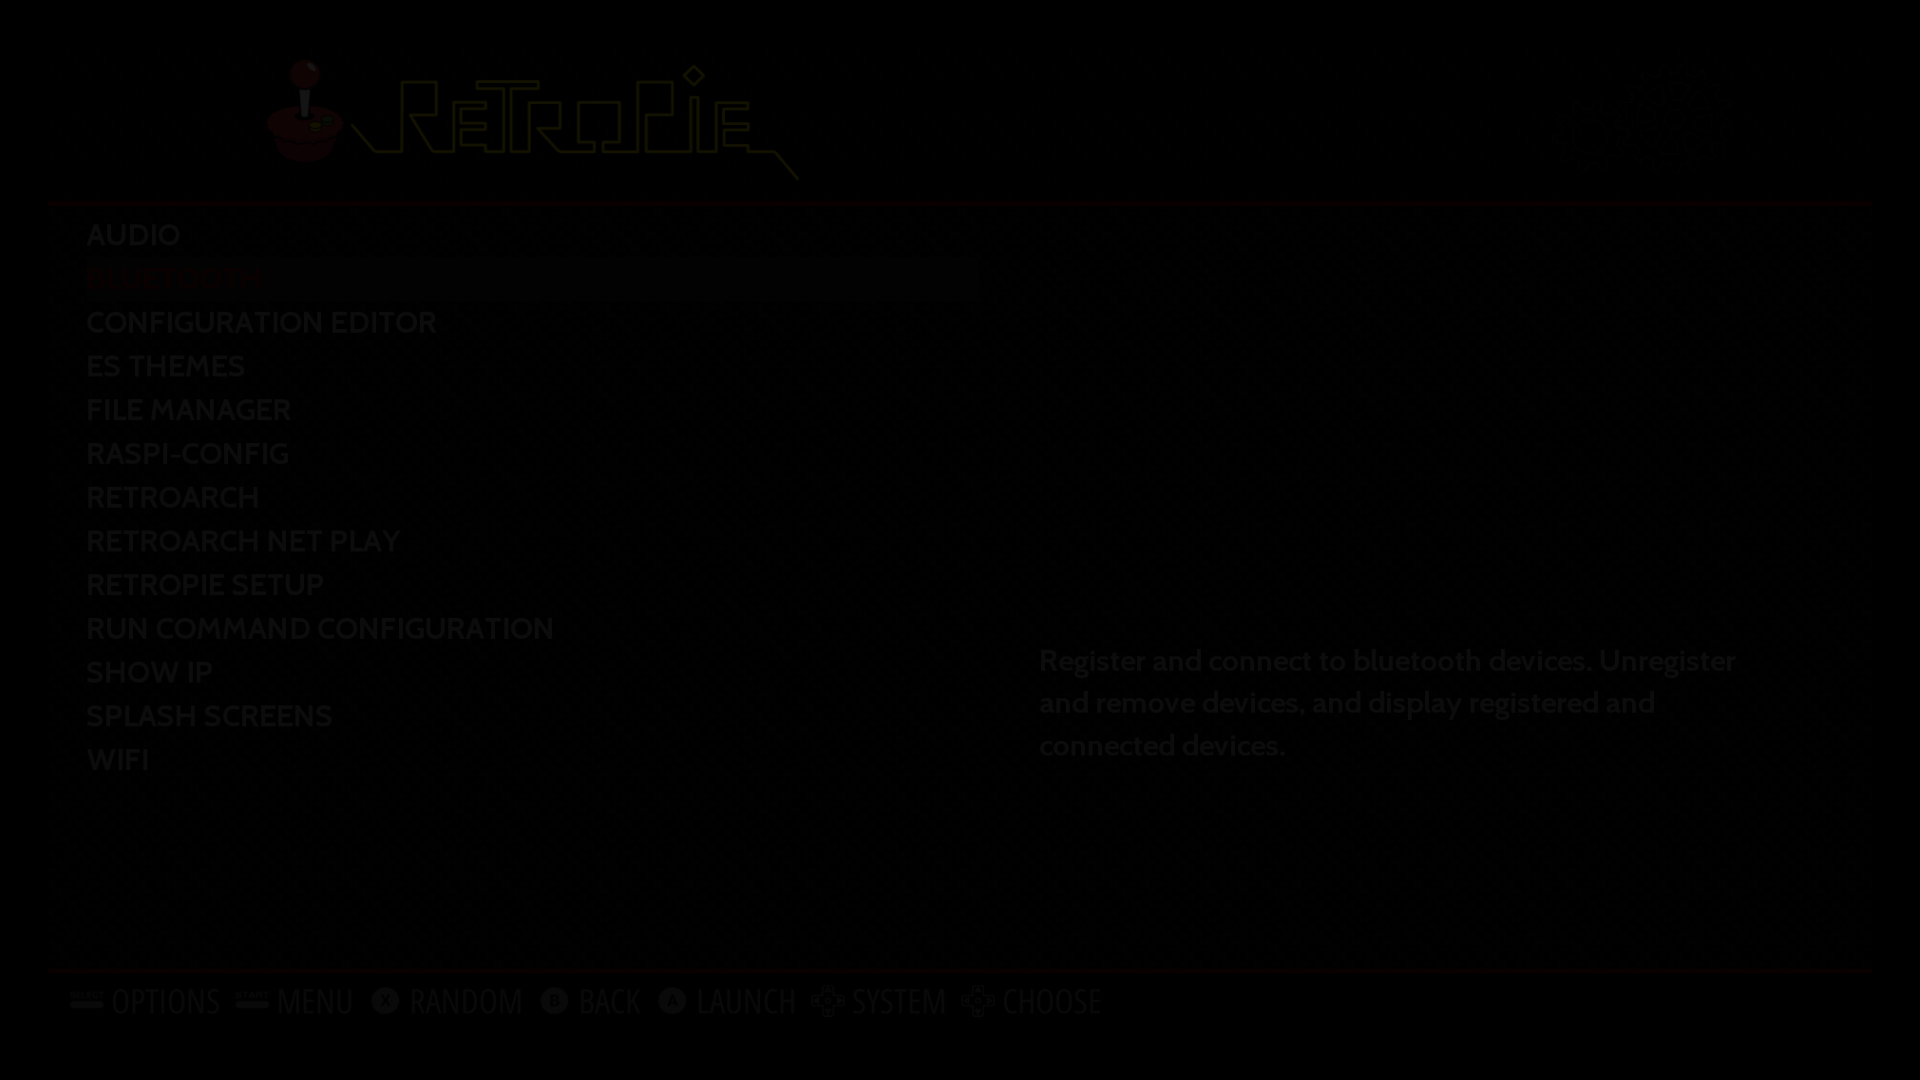 RETROPIE
AUDIO
BLUETOOTH
CONFIGURATION EDITOR
ES THEMES
FILE MANAGER
RASPI-CONFIG
RETROARCH
RETROARCH NET PLAY
RETROPIE SETUP
RUN COMMAND CONFIGURATION
SHOW IP
SPLASH SCREENS
WIFI
Register and connect to bluetooth devices. Unregister
and remove devices, and display registered and
connected devices.
SELECT OPTIONS START MENU X RANDOM B BACK A LAUNCH SYSTEM CHOOSE